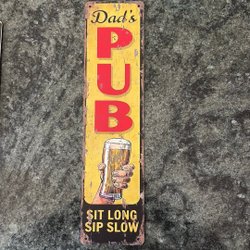 Dad's
PUB
SIT LONG
SIP SLOW